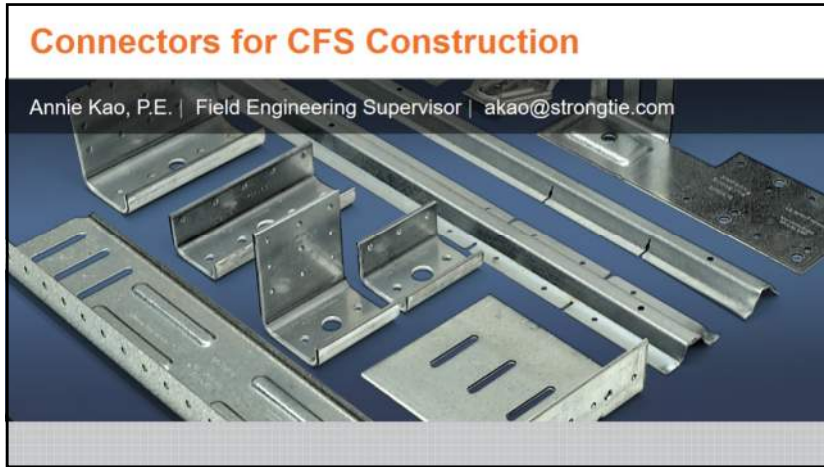 Connectors for CFS Construction
Annie Kao, P.E. | Field Engineering Supervisor | akao@strongtie.com